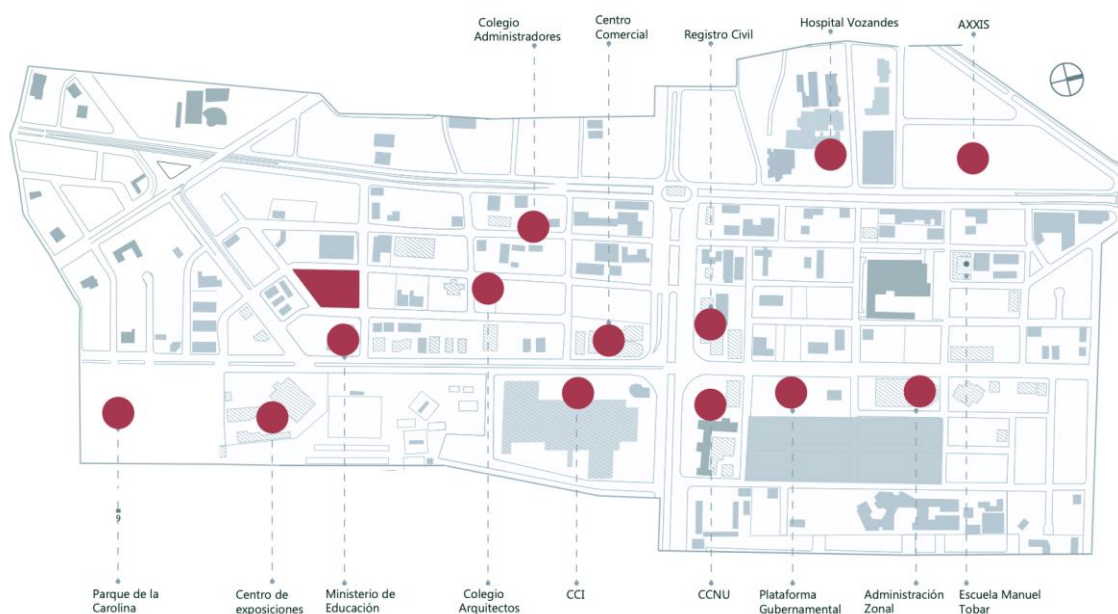 Colegio
Administradores
Centro
Comercial
Registro Civil
Hospital Vozandes
AXXIS
9
Parque de la
Carolina
Centro de
exposiciones
Ministerio de
Educación
Colegio
Arquitectos
CCI
CCNU
Plataforma
Gubernamental
Administración
Zonal
Escuela Manuel
Tobar